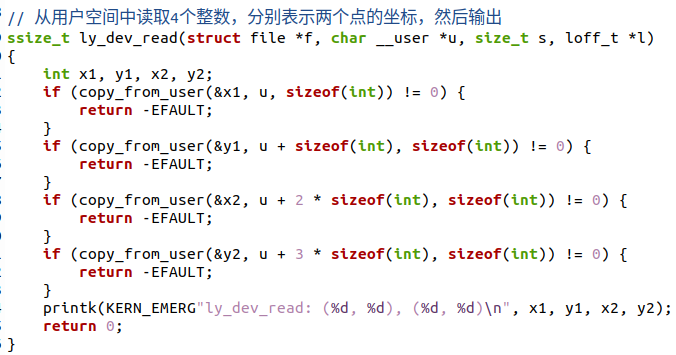 // 从用户空间中读取4个整数，分别表示两个点的坐标，然后输出
ssize_t ly_dev_read(struct file *f, char __user *u, size_t s, loff_t *l)
{
    int x1, y1, x2, y2;
    if (copy_from_user(&x1, u, sizeof(int)) != 0) {
        return -EFAULT;
    }
    if (copy_from_user(&y1, u + sizeof(int), sizeof(int)) != 0) {
        return -EFAULT;
    }
    if (copy_from_user(&x2, u + 2 * sizeof(int), sizeof(int)) != 0) {
        return -EFAULT;
    }
    if (copy_from_user(&y2, u + 3 * sizeof(int), sizeof(int)) != 0) {
        return -EFAULT;
    }
    printk(KERN_EMERG"ly_dev_read: (%d, %d), (%d, %d)\n", x1, y1, x2, y2);
    return 0;
}